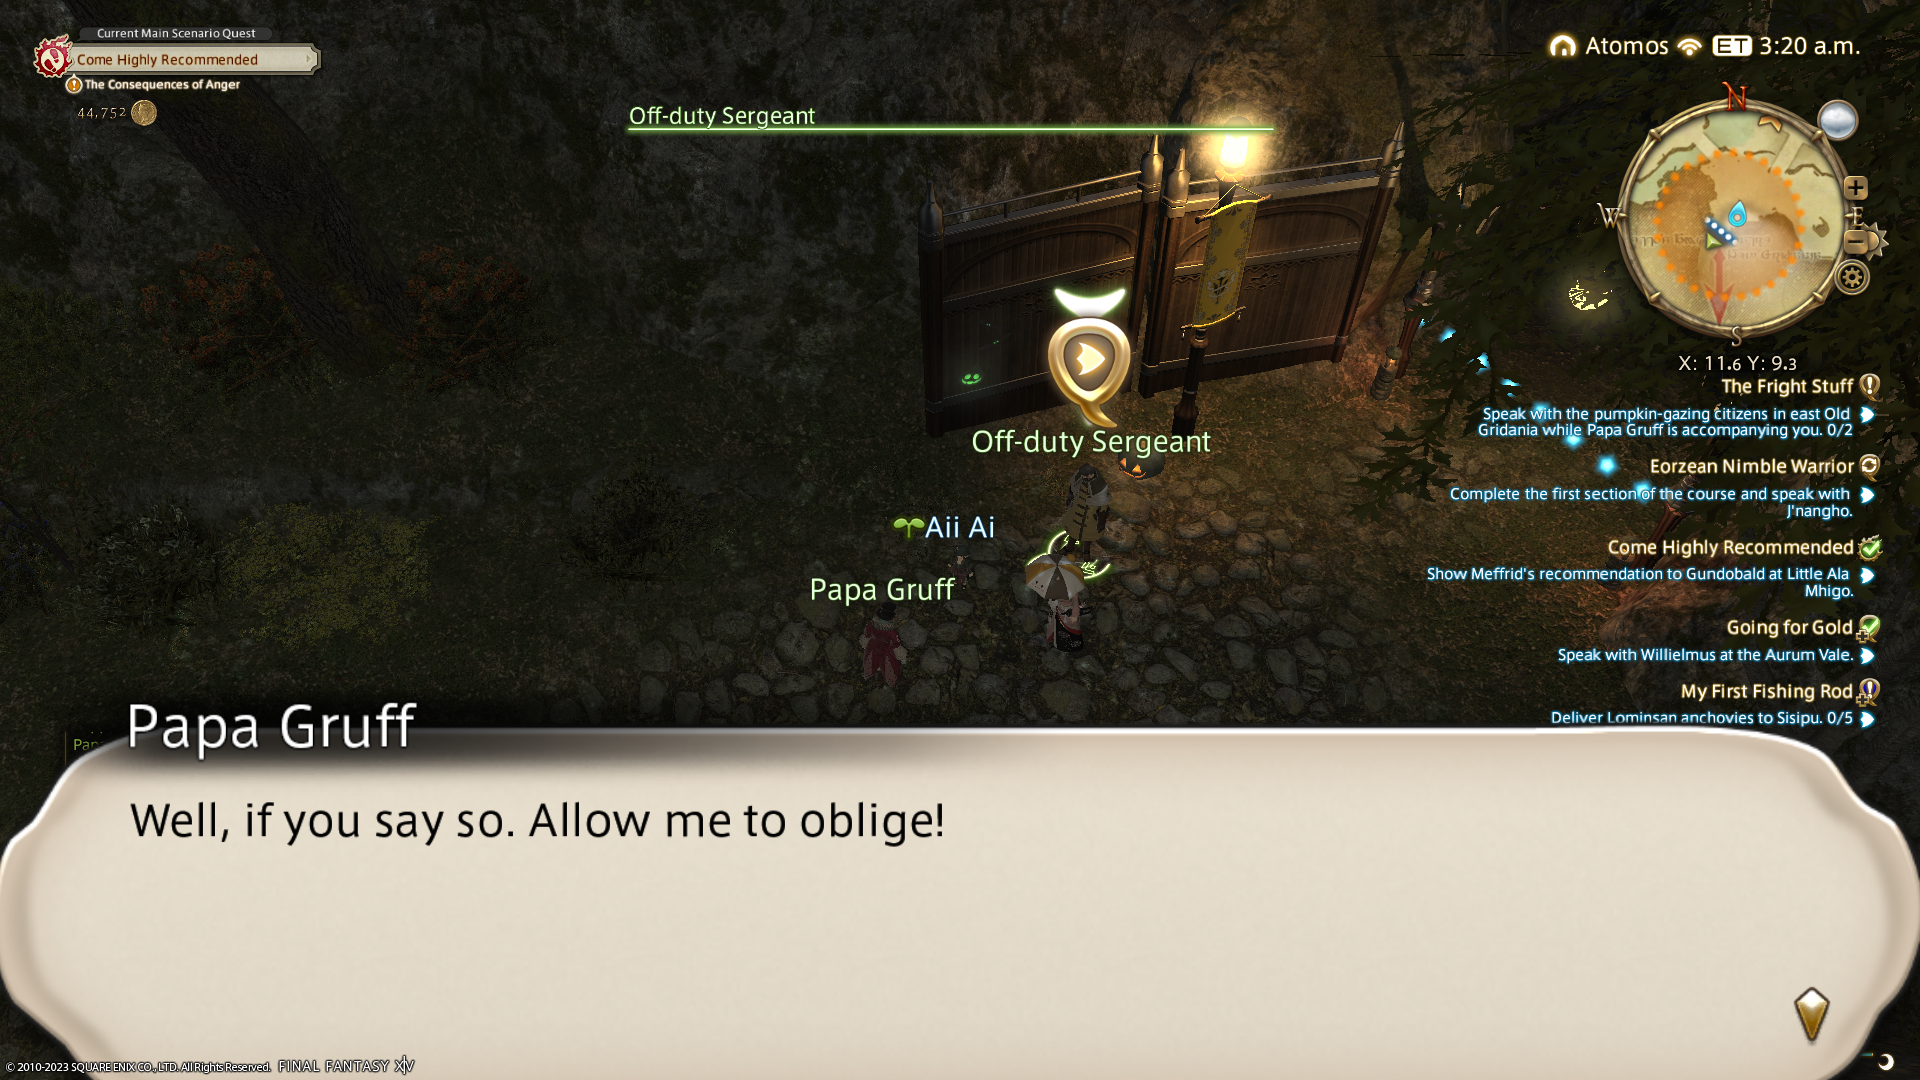 Current Main Scenario Quest
Come Highly Recommended
The Consequences of Anger
44,752
Atomos ET 3:20 a.m.
Off-duty Sergeant
N
W
E
S
X: 11.6 Y: 9.3
The Fright Stuff
Speak with the pumpkin-gazing citizens in east Old
Gridania while Papa Gruff is accompanying you. 0/2
Eorzean Nimble Warrior
Complete the first section of the course and speak with
J'nangho.
Come Highly Recommended
Show Meffrid's recommendation to Gundobald at Little Ala
Mhigo.
Going for Gold
Speak with Willielmus at the Aurum Vale.
My First Fishing Rod
Deliver Lominsan anchovies to Sisipu. 0/5
Off-duty Sergeant
Aii Ai
Papa Gruff
Papa Gruff
Well, if you say so. Allow me to oblige!
© 2010-2023 SQUARE ENIX CO., LTD. All Rights Reserved. FINAL FANTASY XIV